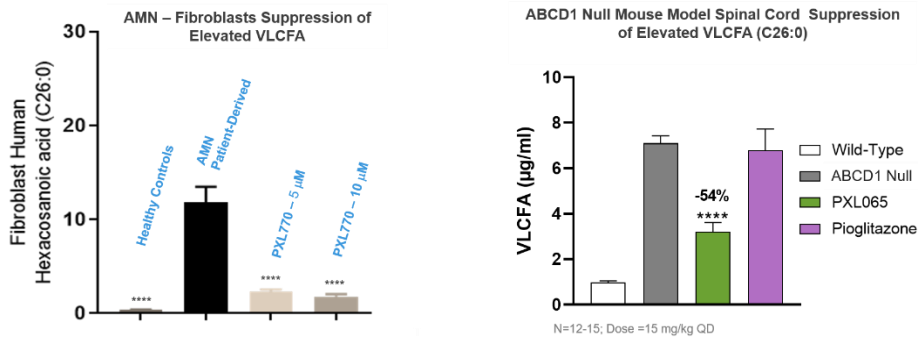 AMN – Fibroblasts Suppression of
Elevated VLCFA
Fibroblast Human
Hexacosanoic acid (C26:0)
30
20
10
0
Healthy Controls
AMN
Patient-Derived
PXL770 – 5 µM
PXL770 – 10 µM
****
****
****
ABCD1 Null Mouse Model Spinal Cord Suppression
of Elevated VLCFA (C26:0)
VLCFA (µg/ml)
10
8
6
4
2
0
-54%
****
Wild-Type
ABCD1 Null
PXL065
Pioglitazone
N=12-15; Dose =15 mg/kg QD